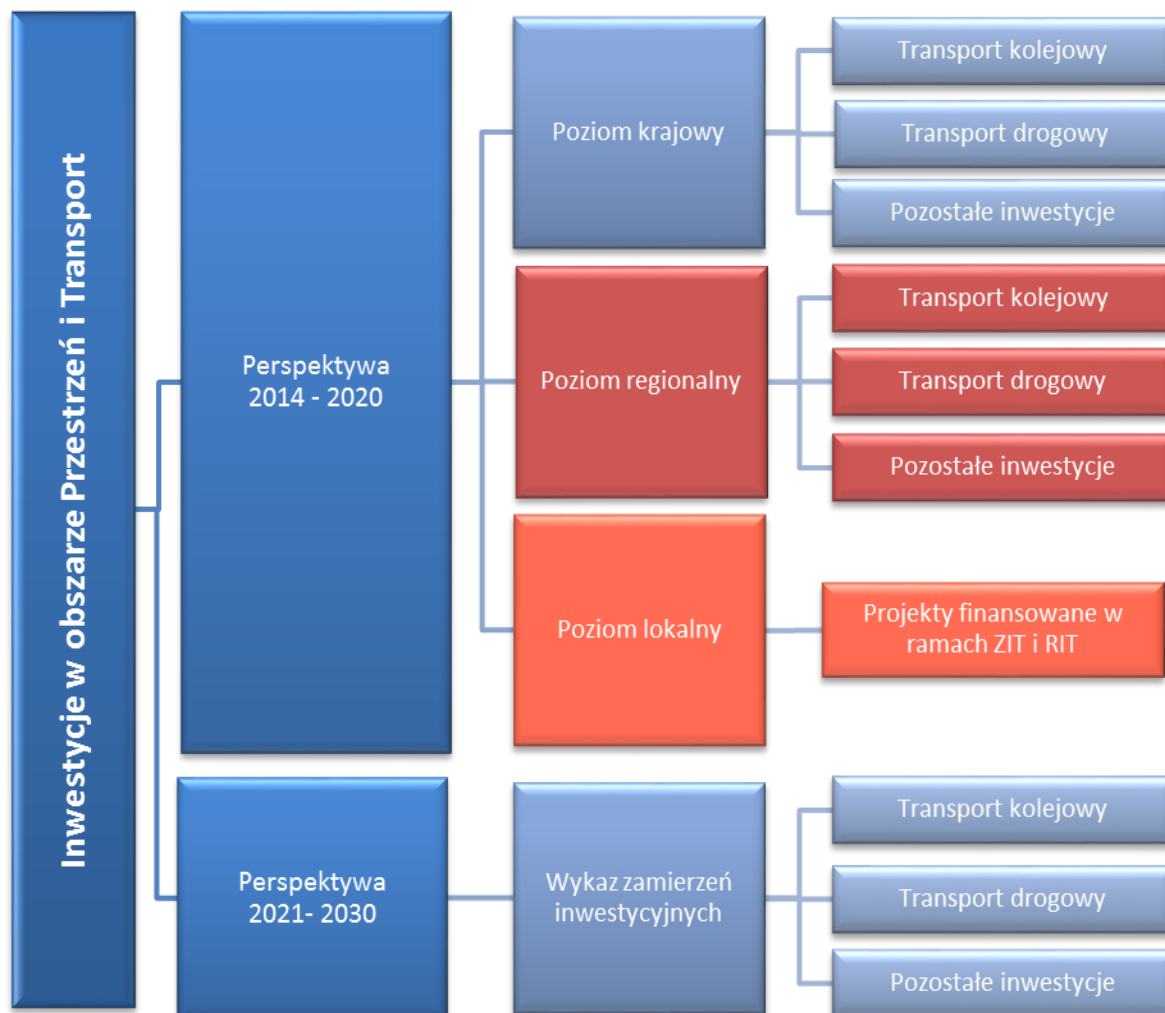 Inwestycje w obszarze Przestrzeń i Transport
Perspektywa
2014 - 2020
Poziom krajowy
Transport kolejowy
Transport drogowy
Pozostałe inwestycje
Poziom regionalny
Transport kolejowy
Transport drogowy
Pozostałe inwestycje
Poziom lokalny
Projekty finansowane w
ramach ZIT i RIT
Perspektywa
2021- 2030
Wykaz zamierzeń
inwestycyjnych
Transport kolejowy
Transport drogowy
Pozostałe inwestycje